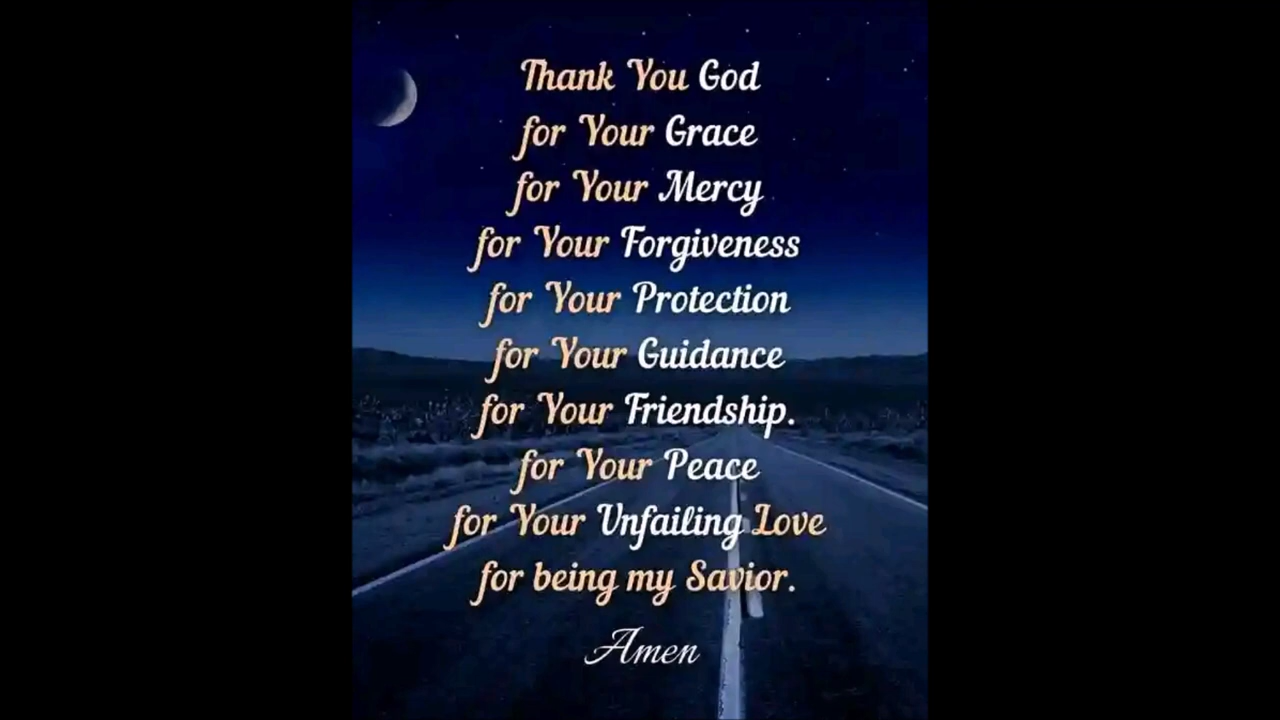 Thank You God
for Your Grace
for Your Mercy
for Your Forgiveness
for Your Protection
for Your Guidance
for Your Friendship.
for Your Peace
for Your Unfailing Love
for being my Savior.
Amen